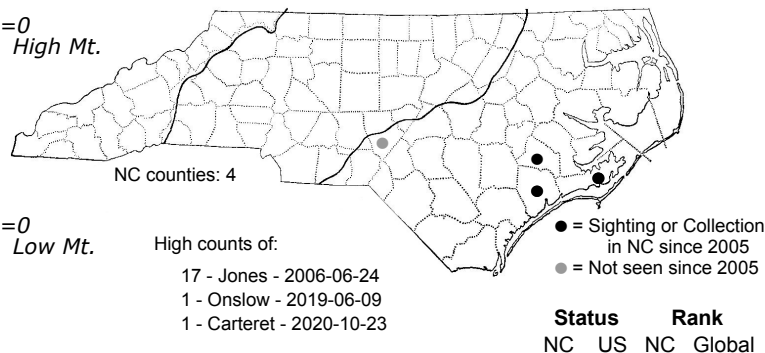 =0
High Mt.
NC counties: 4
=0
Low Mt.
High counts of:
17 - Jones - 2006-06-24
1 - Onslow - 2019-06-09
1 - Carteret - 2020-10-23
= Sighting or Collection
in NC since 2005
= Not seen since 2005
Status Rank
NC US NC Global